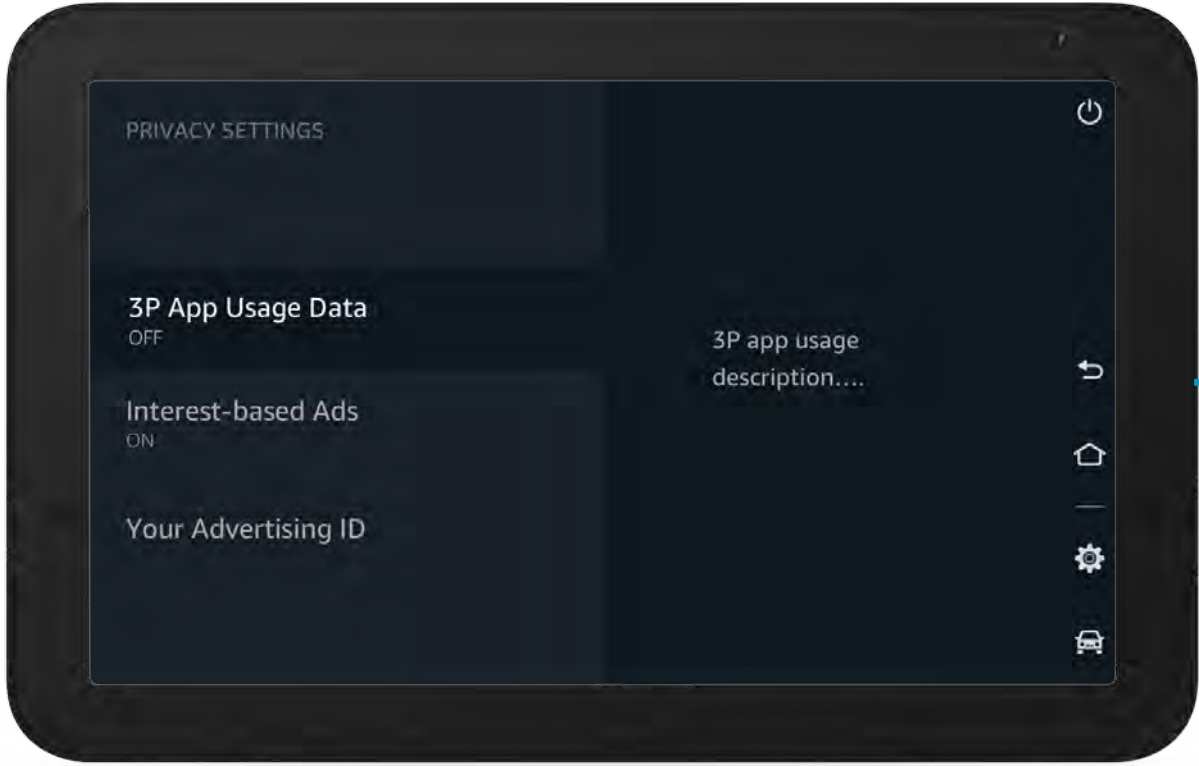 PRIVACY SETTINGS
3P App Usage Data
OFF
Interest-based Ads
ON
Your Advertising ID
3P app usage
description....